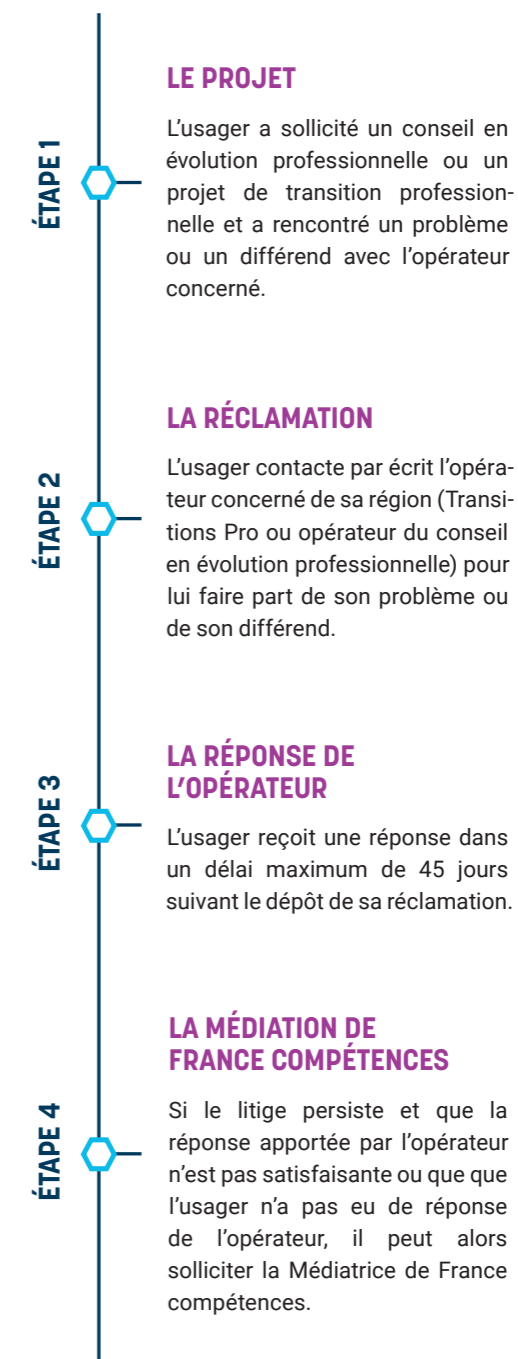 ÉTAPE 1
LE PROJET
L'usager a sollicité un conseil en
évolution professionnelle ou un
projet de transition profession-
nelle et a rencontré un problème
ou un différend avec l'opérateur
concerné.
ÉTAPE 2
LA RÉCLAMATION
L'usager contacte par écrit l'opéra-
teur concerné de sa région (Transi-
tions Pro ou opérateur du conseil
en évolution professionnelle) pour
lui faire part de son problème ou
de son différend.
ÉTAPE 3
LA RÉPONSE DE
L'OPÉRATEUR
L'usager reçoit une réponse dans
un délai maximum de 45 jours
suivant le dépôt de sa réclamation.
ÉTAPE 4
LA MÉDIATION DE
FRANCE COMPÉTENCES
Si le litige persiste et que la
réponse apportée par l'opérateur
n'est pas satisfaisante ou que que
l'usager n'a pas eu de réponse
de l'opérateur, il peut alors
solliciter la Médiatrice de France
compétences.